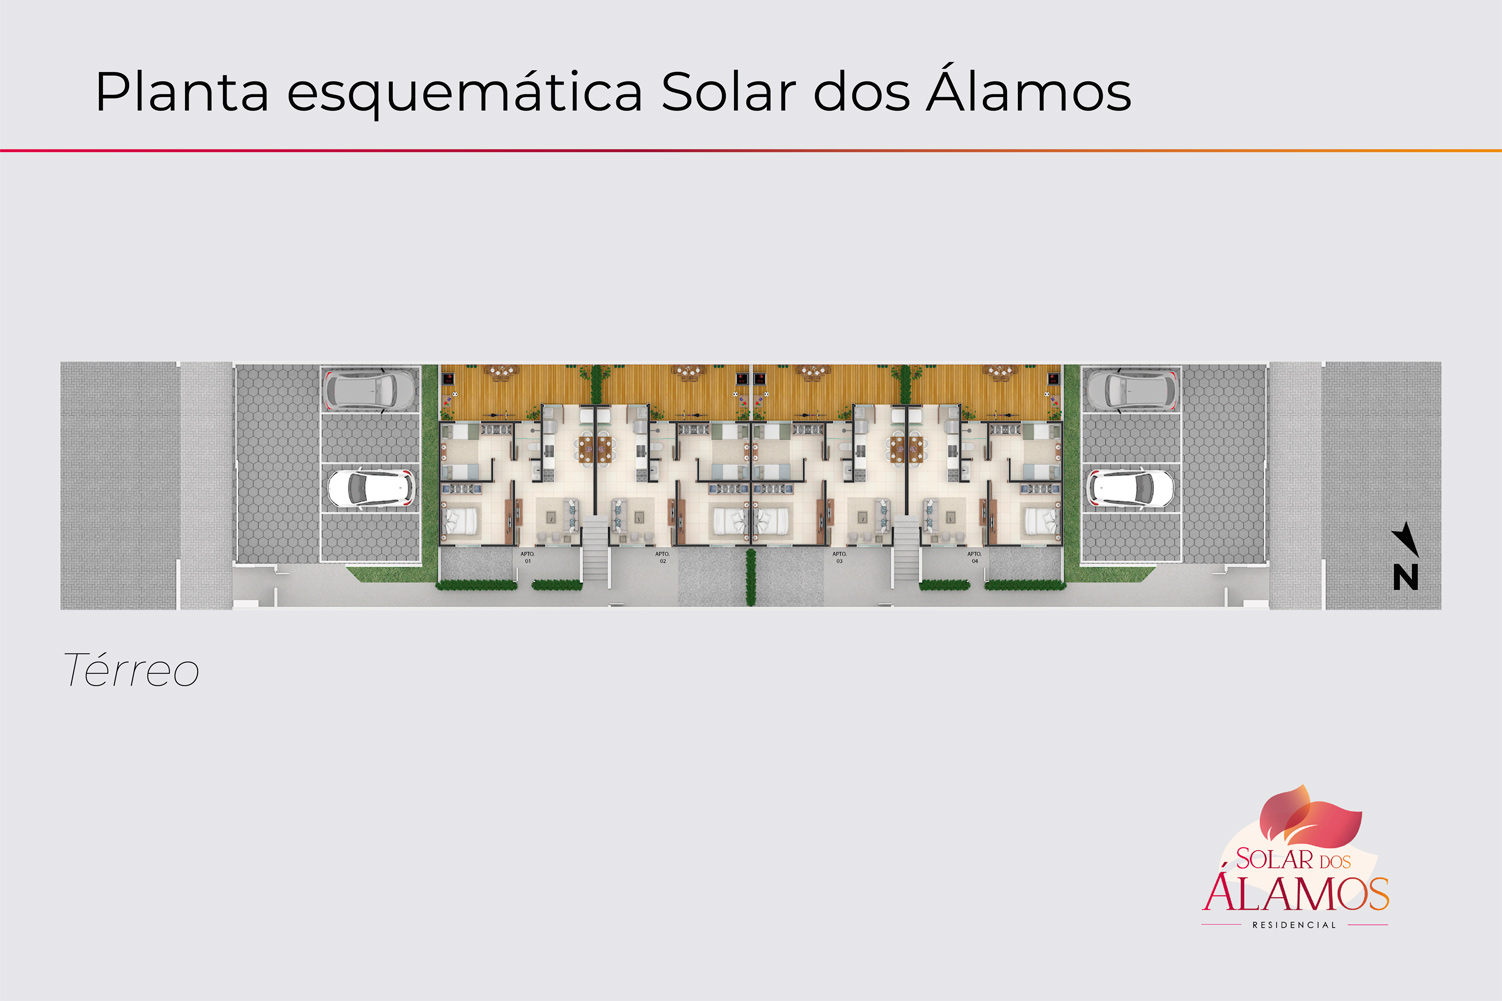 Planta esquemática Solar dos Álamos
APTO.
01
APTO.
02
APTO.
03
APTO.
04
N
Térreo
SOLAR DOS
ÁLAMOS
RESIDENCIAL